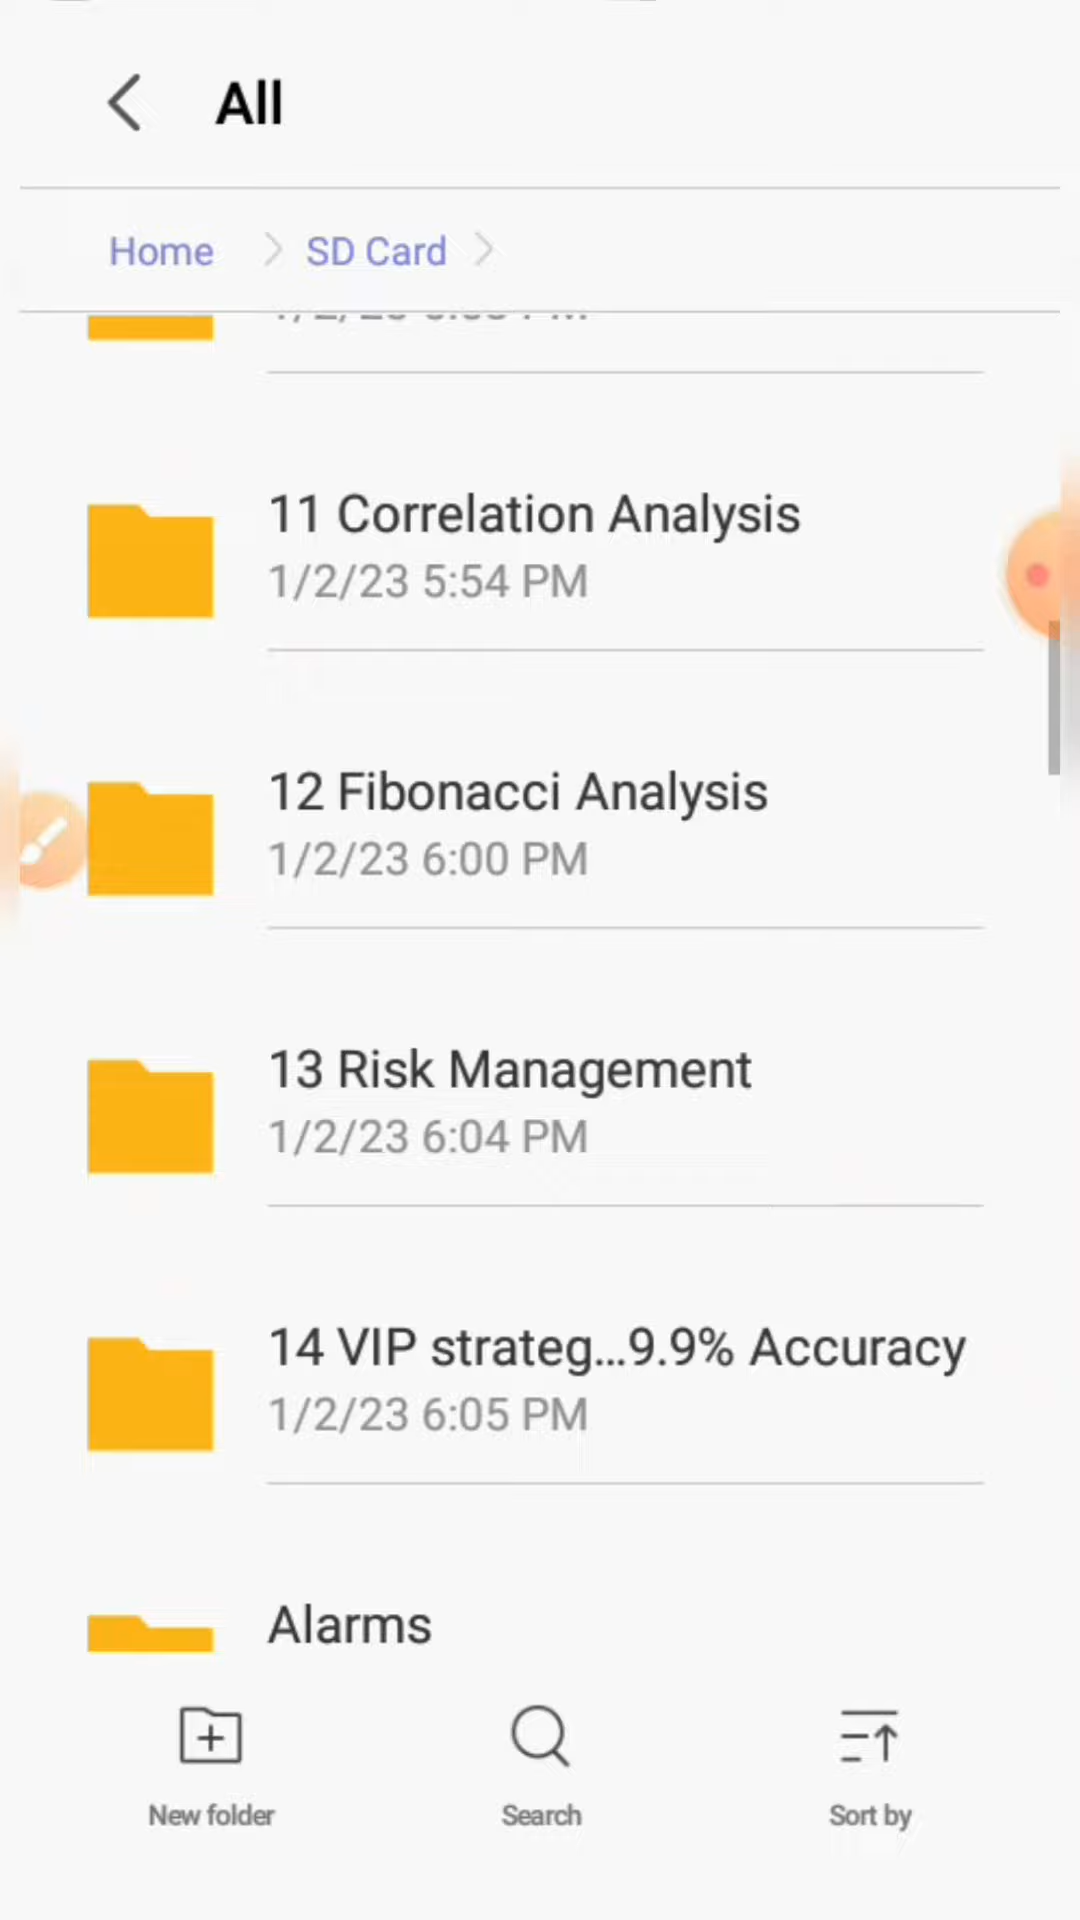 All
Home
SD Card
11 Correlation Analysis
1/2/23 5:54 PM
12 Fibonacci Analysis
1/2/23 6:00 PM
13 Risk Management
1/2/23 6:04 PM
14 VIP strateg...9.9% Accuracy
1/2/23 6:05 PM
Alarms
New folder
Search
Sort by